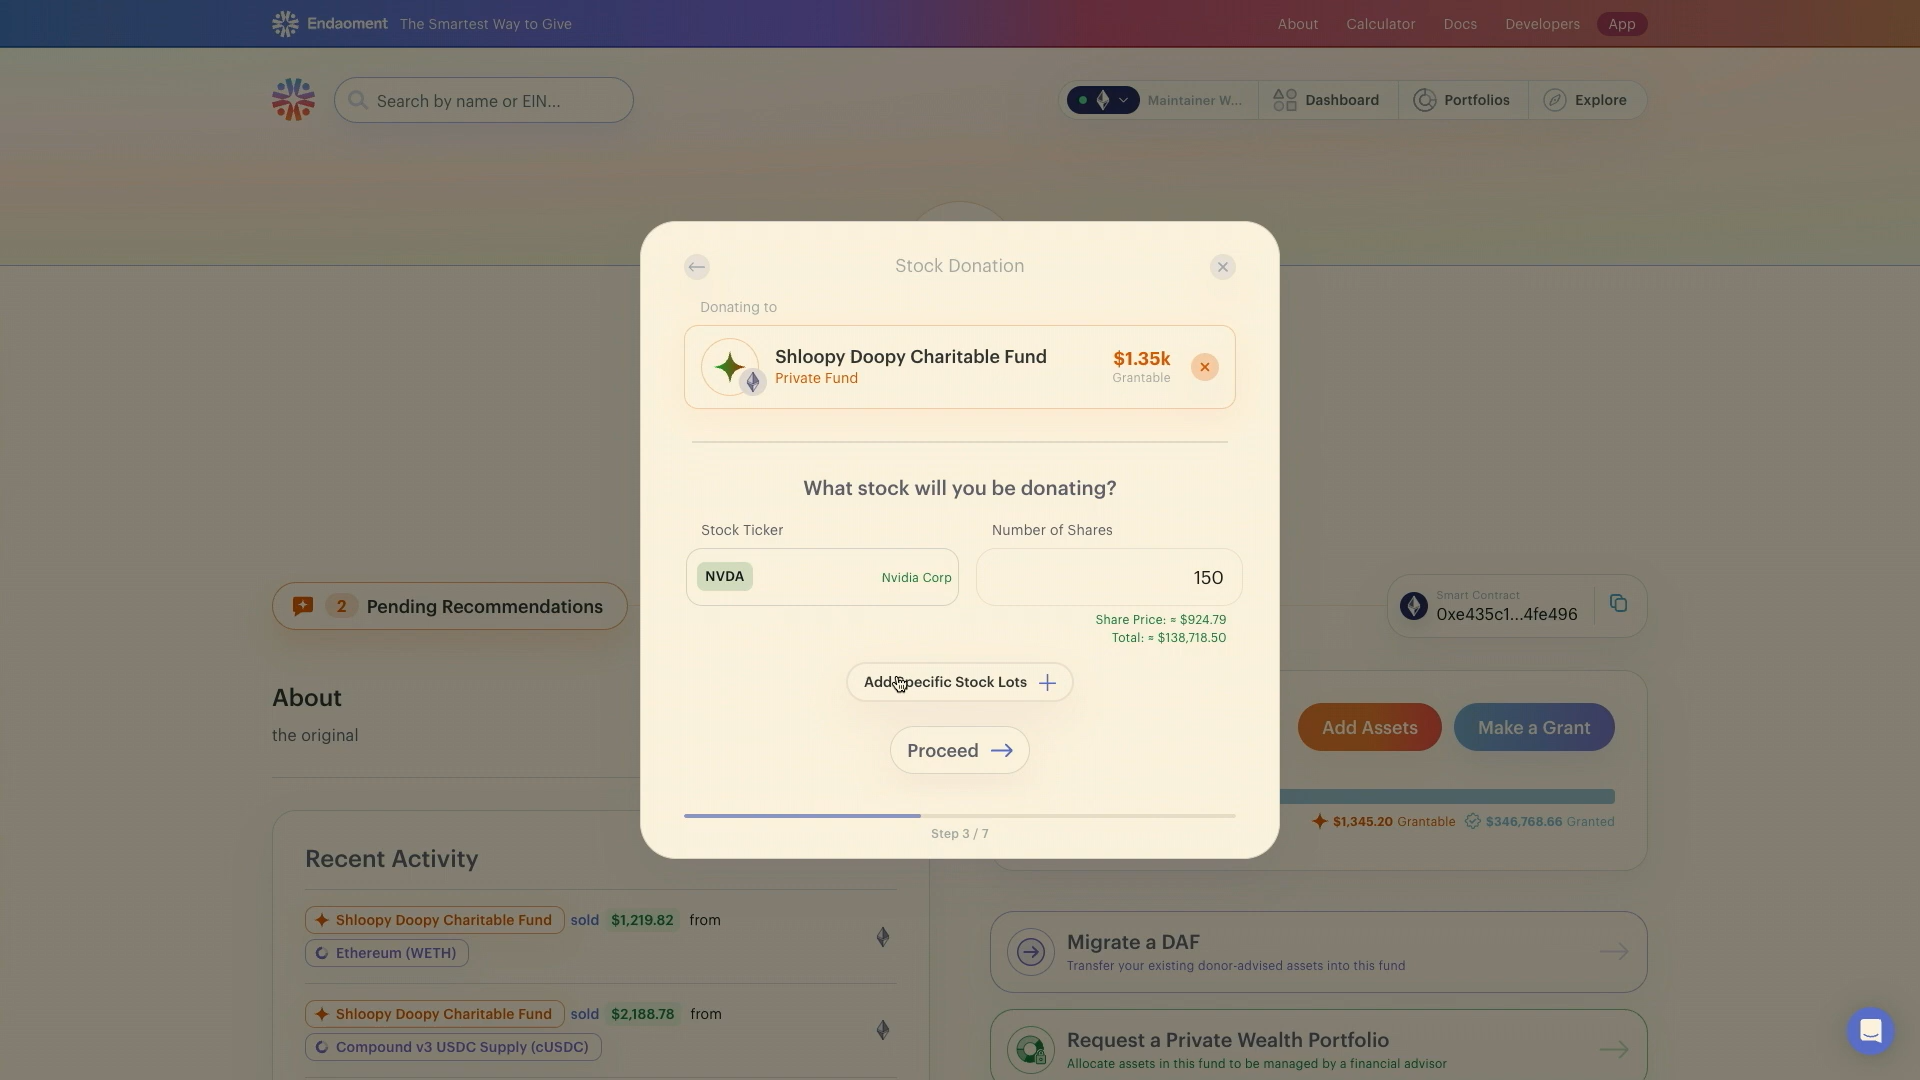 Endaoment
The Smartest Way to Give
About
Calculator
Docs
Developers
App
Search by name or EIN...
Maintainer W...
Dashboard
Portfolios
Explore
Stock Donation
Donating to
Shloopy Doopy Charitable Fund
Private Fund
$1.35k
Grantable
What stock will you be donating?
Stock Ticker
Number of Shares
NVDA
Nvidia Corp
150
Share Price: ≈ $924.79
Total: ≈ $138,718.50
Add Specific Stock Lots
Proceed
Step 3 / 7
2 Pending Recommendations
Smart Contract
0xe435c1...4fe496
About
the original
Add Assets
Make a Grant
$1,345.20 Grantable
$346,768.66 Granted
Recent Activity
Shloopy Doopy Charitable Fund sold $1,219.82 from
Ethereum (WETH)
Shloopy Doopy Charitable Fund sold $2,188.78 from
Compound v3 USDC Supply (cUSDC)
Migrate a DAF
Transfer your existing donor-advised assets into this fund
Request a Private Wealth Portfolio
Allocate assets in this fund to be managed by a financial advisor